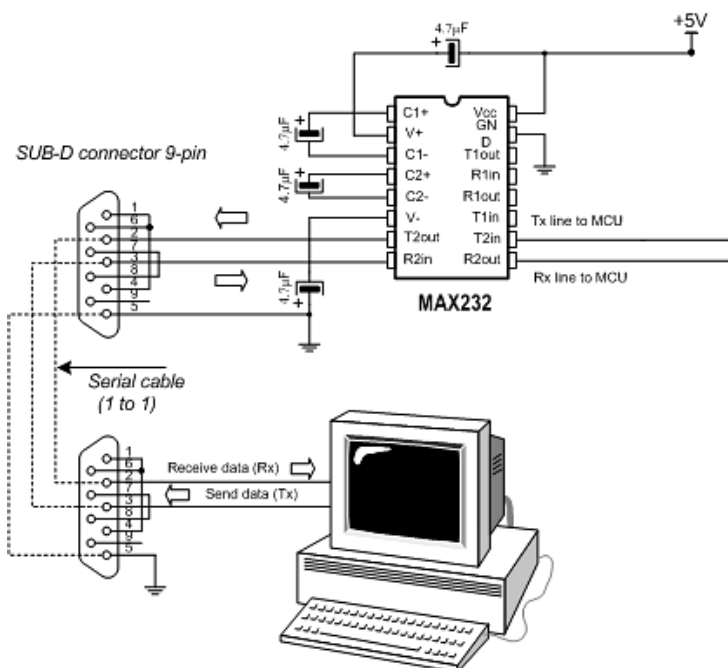 4.7µF
+
+5V
C1+
Vcc
V+
GN
D
C1-
T1out
C2+
R1in
C2-
R1out
V-
T1in
T2out
T2in
R2in
R2out
MAX232
+
4.7µF
+
4.7µF
4.7µF
+
Tx line to MCU
Rx line to MCU
SUB-D connector 9-pin
1
6
2
7
3
8
4
9
5
Serial cable
(1 to 1)
1
6
2
7
3
8
4
9
5
Receive data (Rx)
Send data (Tx)